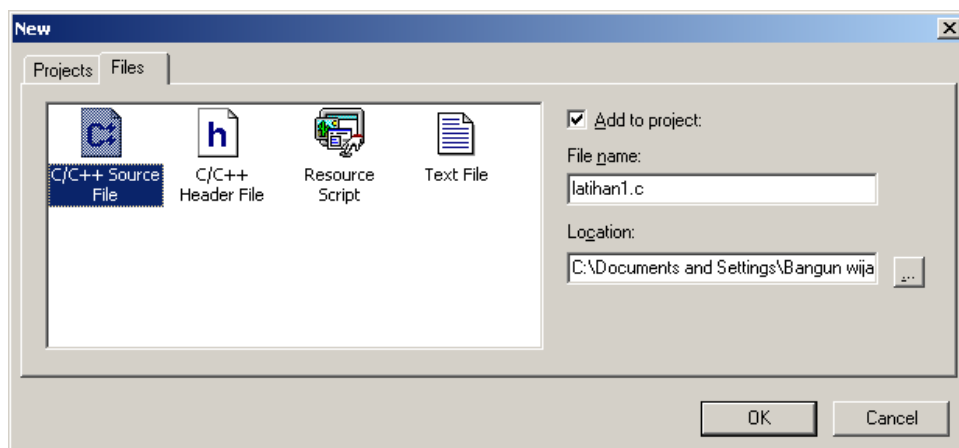 New
Projects
Files
C/C++ Source
File
C/C++
Header File
Resource
Script
Text File
Add to project:
File name:
latihan1.c
Location:
C:\Documents and Settings\Bangun wija
...
OK
Cancel